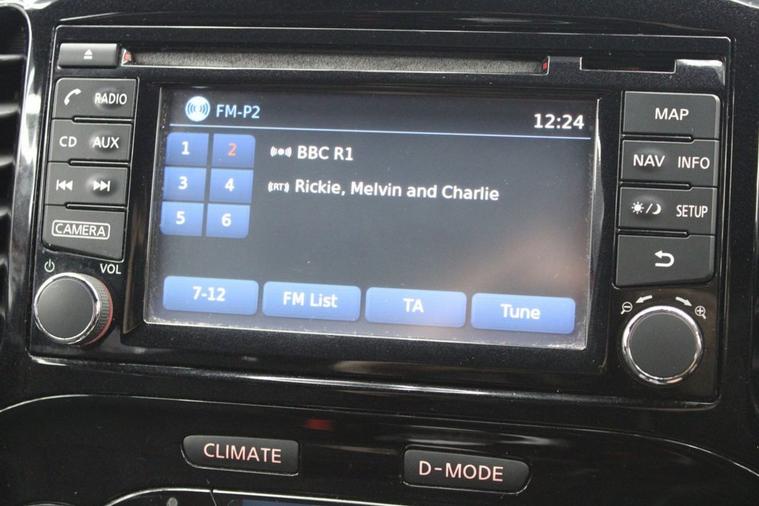 FM-P2
12:24
RADIO
CD AUX
CAMERA
VOL
1 2
3 4
5 6
BBC R1
(RT) Rickie, Melvin and Charlie
7-12
FM List
TA
Tune
MAP
NAV INFO
SETUP
CLIMATE
D-MODE